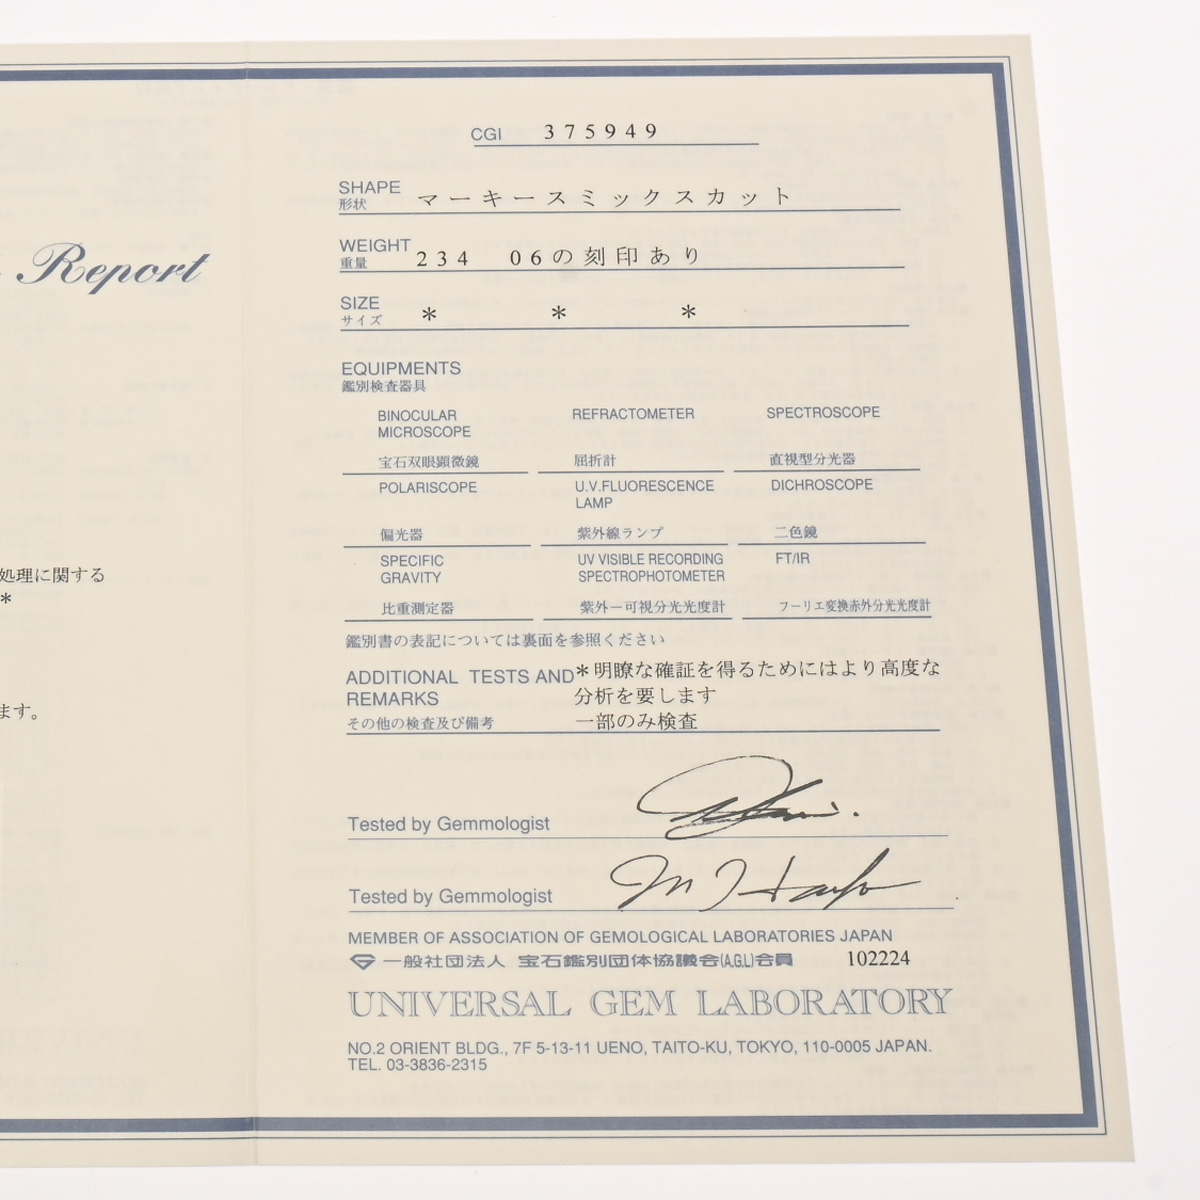 Report
処理に関する
*
ます。
CGI 375949
SHAPE
形状 マーキースミックスカット
WEIGHT
重量 234 06の刻印あり
SIZE
サイズ * * *
EQUIPMENTS
鑑別検査器具
BINOCULAR MICROSCOPE REFRACTOMETER SPECTROSCOPE
宝石双眼顕微鏡 屈折計 直視型分光器
POLARISCOPE U.V.FLUORESCENCE LAMP DICHROSCOPE
偏光器 紫外線ランプ 二色鏡
SPECIFIC GRAVITY UV VISIBLE RECORDING SPECTROPHOTOMETER FT/IR
比重測定器 紫外ー可視分光光度計 フーリエ変換赤外分光光度計
鑑別書の表記については裏面を参照ください
ADDITIONAL TESTS AND *明瞭な確証を得るためにはより高度な
REMARKS 分析を要します
その他の検査及び備考 一部のみ検査
Tested by Gemmologist
Tested by Gemmologist
MEMBER OF ASSOCIATION OF GEMOLOGICAL LABORATORIES JAPAN
一般社団法人 宝石鑑別団体協議会(A.G.L)会員 102224
UNIVERSAL GEM LABORATORY
NO.2 ORIENT BLDG., 7F 5-13-11 UENO, TAITO-KU, TOKYO, 110-0005 JAPAN.
TEL. 03-3836-2315